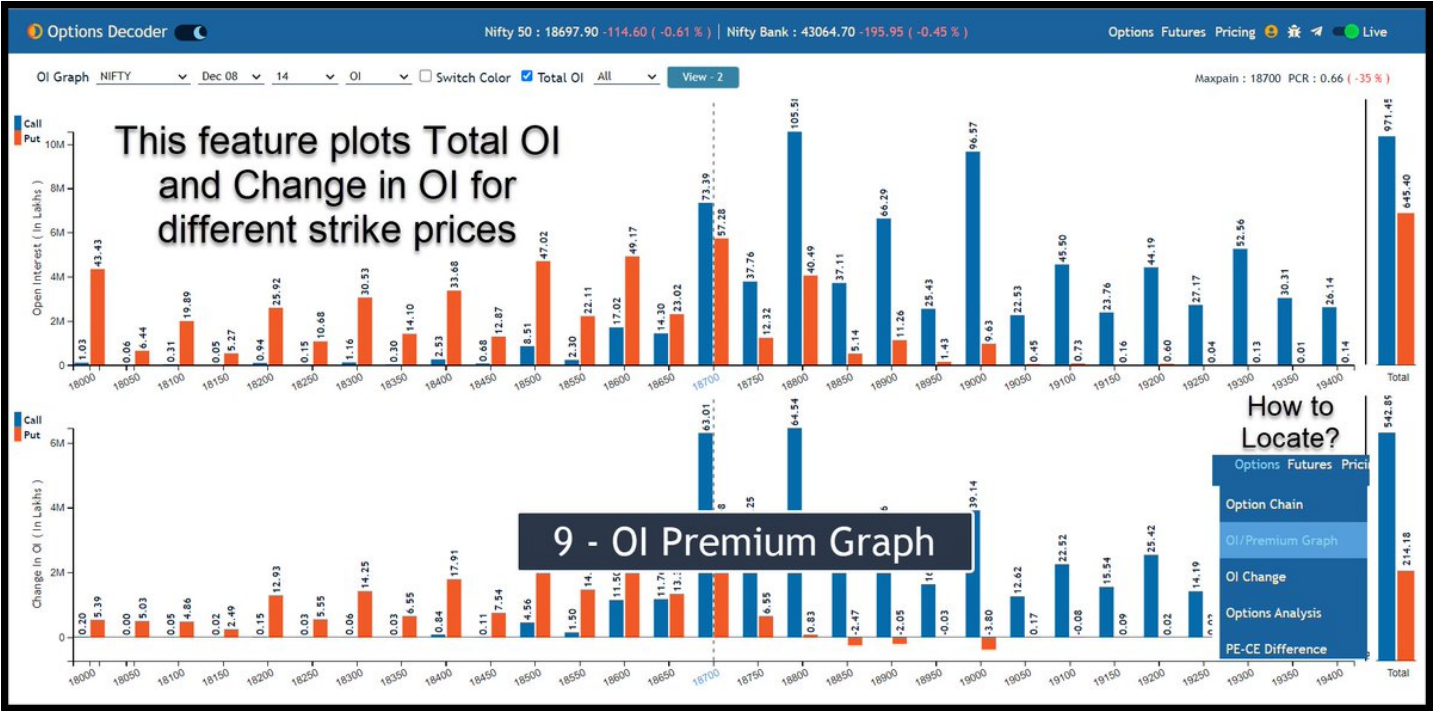 Options Decoder
Nifty 50 : 18697.90 -114.60 ( -0.61 % ) | Nifty Bank : 43064.70 -195.95 ( -0.45 % )
Options Futures Pricing Live
OI Graph NIFTY Dec 08 14 OI Switch Color Total OI All View - 2
Maxpain : 18700 PCR : 0.66 ( -35 % )
This feature plots Total OI
and Change in OI for
different strike prices
Call
Put
Open Interest ( In Lakhs )
10M
8M
6M
4M
2M
0
1.03 43.43 0.06 6.44 0.31 19.89 0.05 5.27 0.94 25.92 0.15 10.68 1.16 30.53 0.30 14.10 2.53 33.68 0.68 12.87 8.51 47.02 2.30 22.11 17.02 49.17 14.30 23.02 73.39 57.28 37.76 12.32 105.5 40.49 37.11 5.14 66.29 11.26 25.43 1.43 96.57 9.63 22.53 0.45 45.50 0.73 23.76 0.16 44.19 0.60 27.17 0.04 52.56 0.13 30.31 0.01 26.14 0.14 971.45 645.40
18000 18050 18100 18150 18200 18250 18300 18350 18400 18450 18500 18550 18600 18650 18700 18750 18800 18850 18900 18950 19000 19050 19100 19150 19200 19250 19300 19350 19400 Total
Call
Put
Change In OI ( In Lakhs )
6M
4M
2M
0
0.20 5.39 0.00 5.03 0.05 4.86 0.02 2.49 0.15 12.93 0.03 5.55 0.06 14.25 0.03 6.55 0.84 17.91 0.11 7.54 4.56 1.50 14. 11.50 11.7 13. 63.01 8 25 6.55 64.54 0.83 -2.47 6 -2.05 16 -0.03 39.14 -3.80 12.62 0.17 22.52 -0.08 15.54 0.09 25.42 0.02 14.19 542.89 214.18
18000 18050 18100 18150 18200 18250 18300 18350 18400 18450 18500 18550 18600 18650 18700 18750 18800 18850 18900 18950 19000 19050 19100 19150 19200 19250 19300 19350 19400 Total
9 - OI Premium Graph
How to
Locate?
Options Futures Prici
Option Chain
OI/Premium Graph
OI Change
Options Analysis
PE-CE Difference